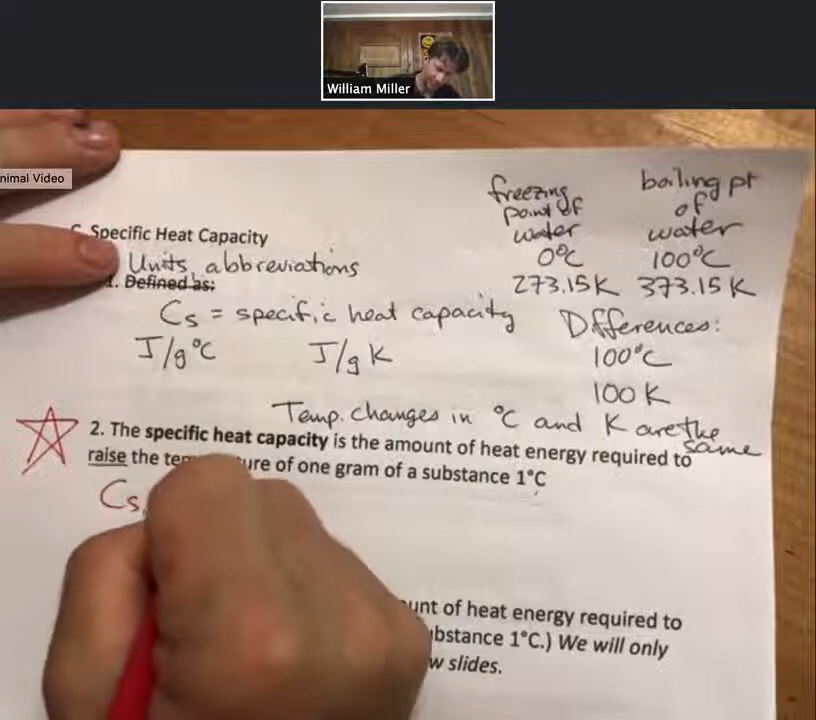 William Miller
nimal Video
freezing
point of
water
0°C
273.15K
boiling pt
of
water
100°C
373.15K
C. Specific Heat Capacity
Units, abbreviations
1. Defined as:
Cs = specific heat capacity
J/g°C J/g K
Differences:
100°C
100 K
Temp. changes in °C and K are the
same
2. The specific heat capacity is the amount of heat energy required to
raise the ure of one gram of a substance 1°C
Cs
unt of heat energy required to
bstance 1°C.) We will only
w slides.